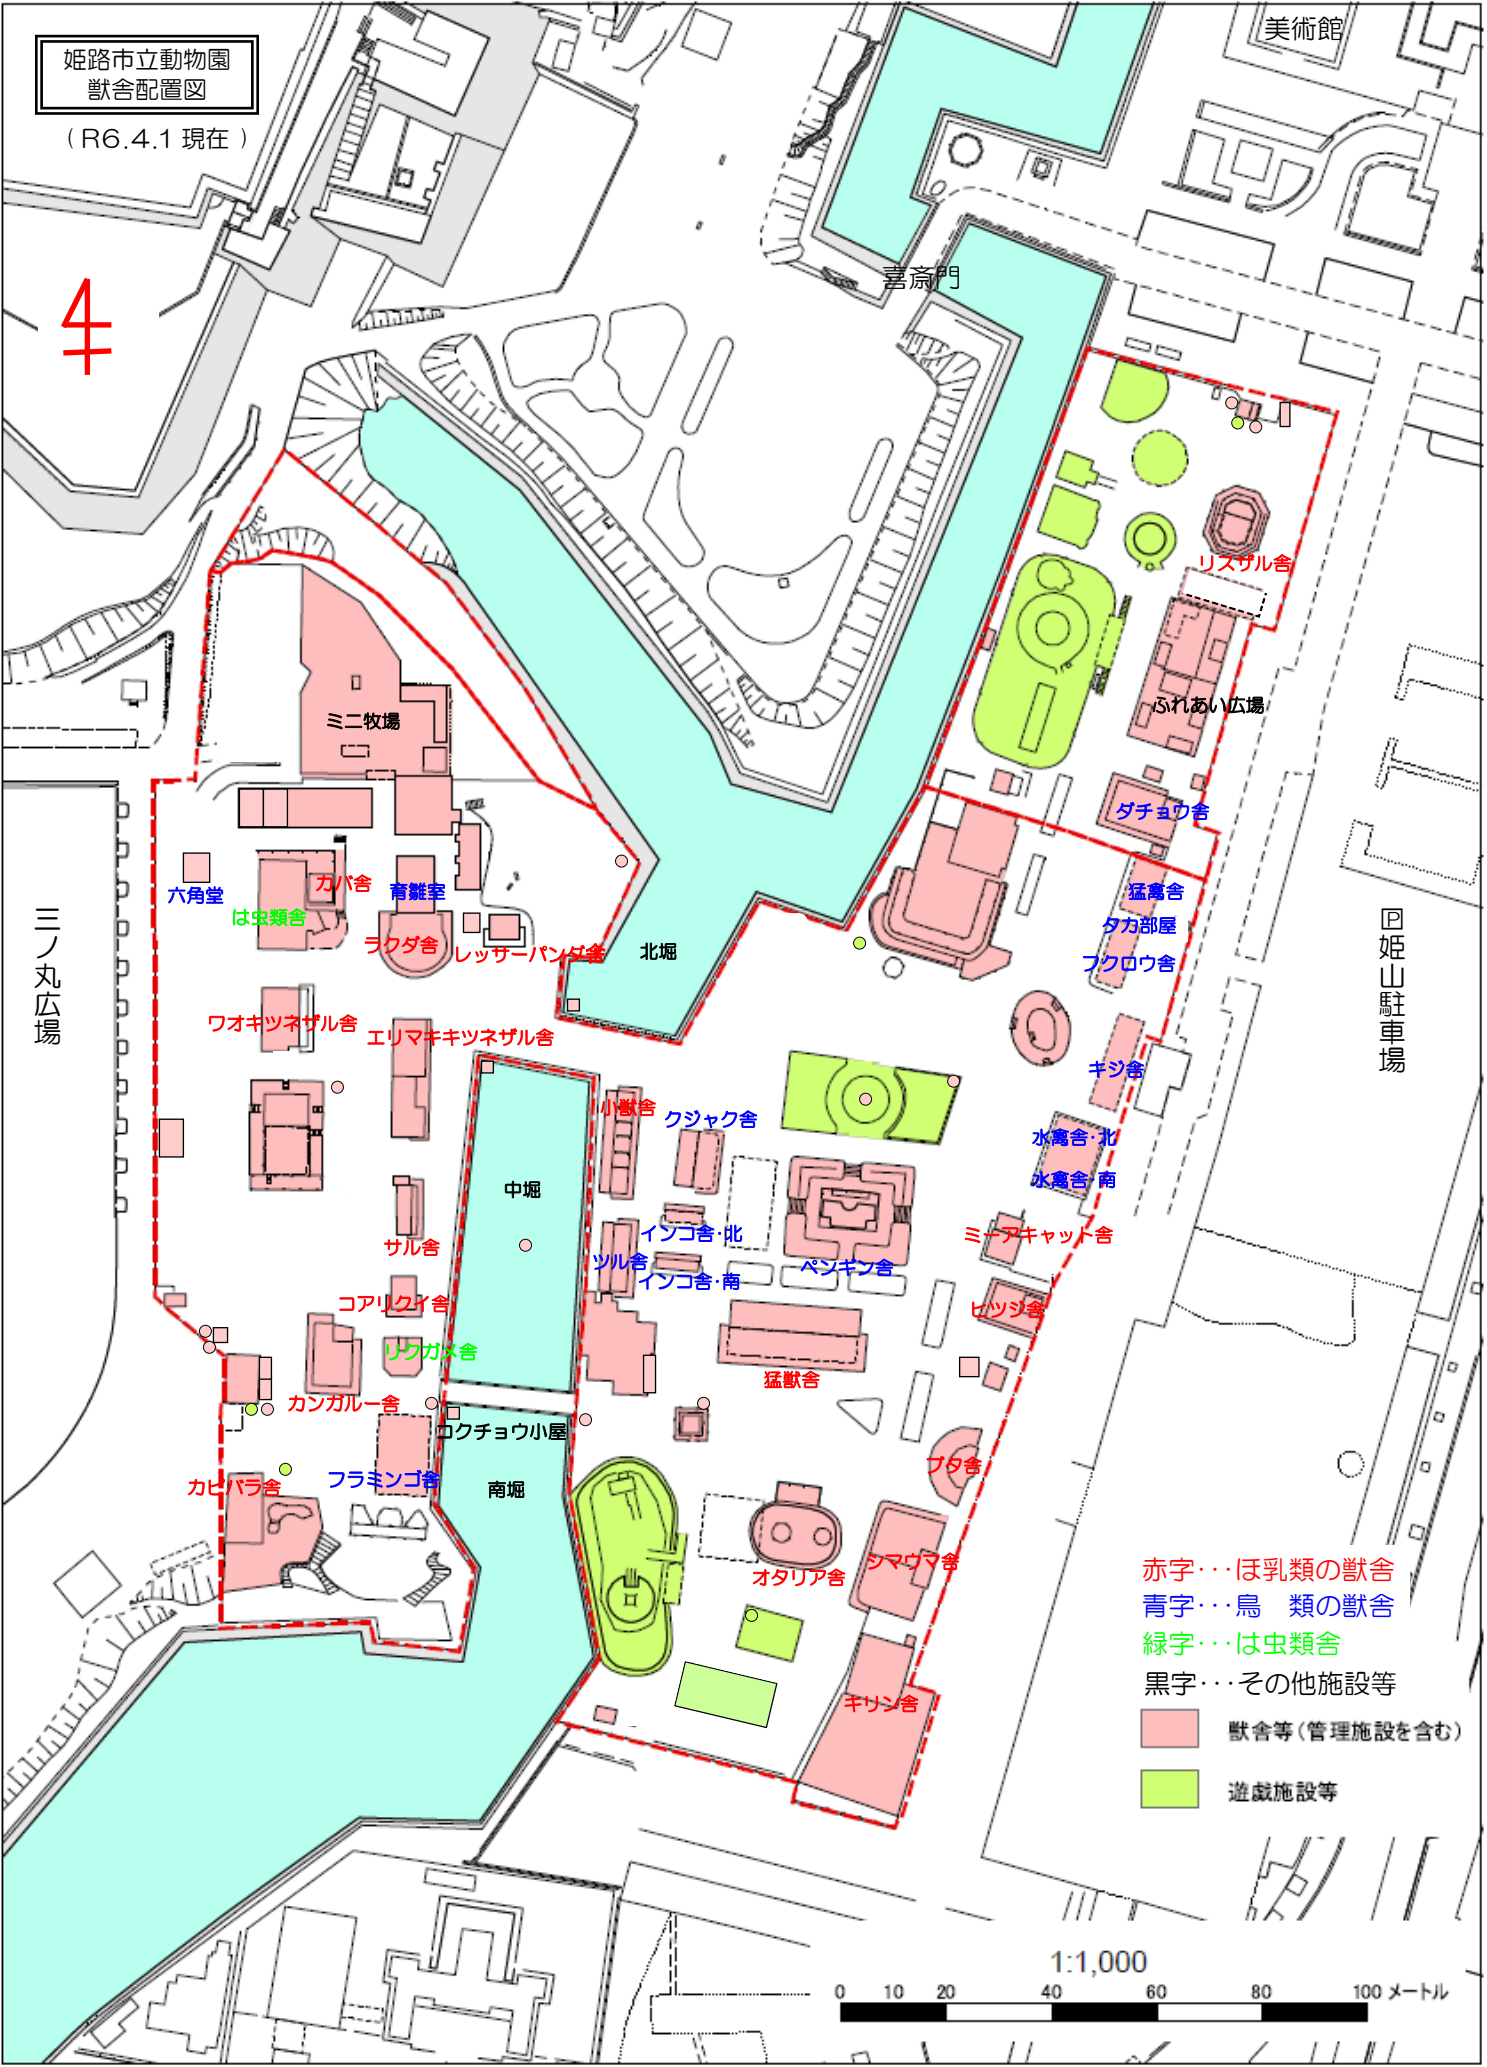 姫路市立動物園
獣舎配置図
（R6.4.1 現在 ）
美術館
喜斎門
リスザル舎
ふれあい広場
ミニ牧場
ダチョウ舎
カバ舎
育雛室
猛禽舎
六角堂
は虫類舎
タカ部屋
ラクダ舎
レッサーパンダ舎
北堀
フクロウ舎
三ノ丸広場
P姫山駐車場
ワオキツネザル舎
エリマキキツネザル舎
キジ舎
小獣舎
クジャク舎
水禽舎・北
中堀
水禽舎・南
サル舎
インコ舎・北
ミーアキャット舎
ツル舎
ペンギン舎
インコ舎・南
コアリクイ舎
ヒツジ舎
リクガメ舎
猛獣舎
カンガルー舎
コクチョウ小屋
ブタ舎
フラミンゴ舎
カピバラ舎
南堀
シマウマ舎
オタリア舎
キリン舎
赤字･･･ほ乳類の獣舎
青字･･･鳥　類の獣舎
緑字･･･は虫類舎
黒字･･･その他施設等
獣舎等(管理施設を含む)
遊戯施設等
1:1,000
0 10 20 40 60 80 100 メートル